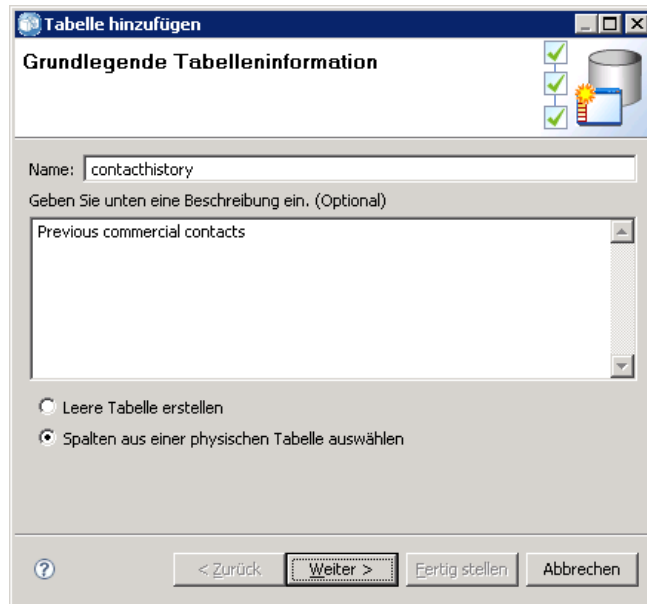 Tabelle hinzufügen
Grundlegende Tabelleninformation
Name: contacthistory
Geben Sie unten eine Beschreibung ein. (Optional)
Previous commercial contacts
Leere Tabelle erstellen
Spalten aus einer physischen Tabelle auswählen
? < Zurück Weiter > Fertig stellen Abbrechen